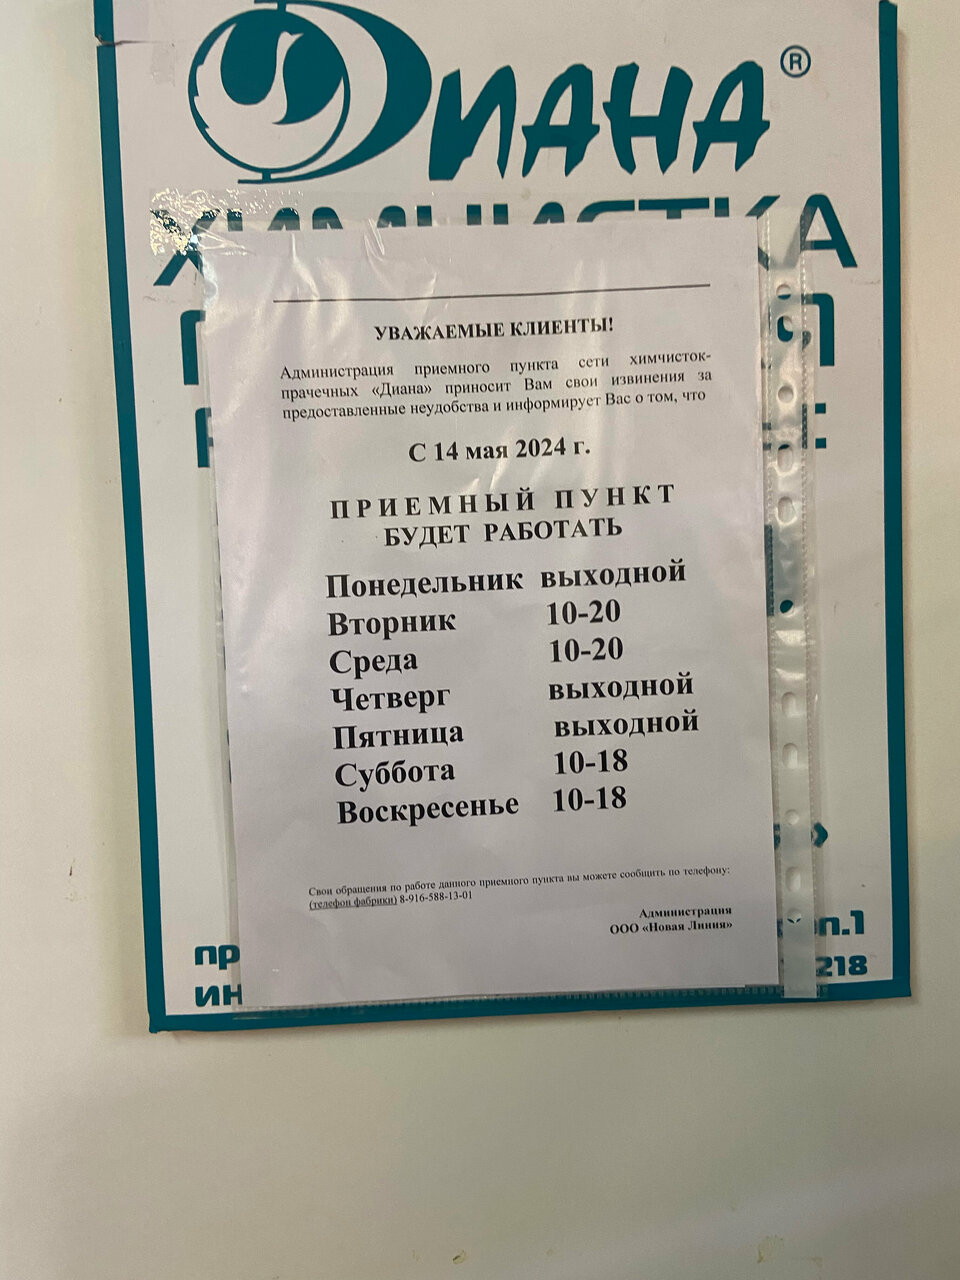 ДИАНА®
ХИМЧИСТКА
УВАЖАЕМЫЕ КЛИЕНТЫ!
Администрация приемного пункта сети химчисток-
прачечных «Диана» приносит Вам свои извинения за
предоставленные неудобства и информирует Вас о том, что
С 14 мая 2024 г.
ПРИЕМНЫЙ ПУНКТ
БУДЕТ РАБОТАТЬ
Понедельник выходной
Вторник 10-20
Среда 10-20
Четверг выходной
Пятница выходной
Суббота 10-18
Воскресенье 10-18
Свои обращения по работе данного приемного пункта вы можете сообщить по телефону:
(телефон фабрики) 8-916-588-13-01
Администрация
ООО «Новая Линия»